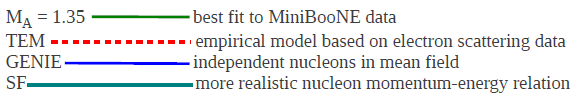 M_A = 1.35 best fit to MiniBooNE data
TEM empirical model based on electron scattering data
GENIE independent nucleons in mean field
SF more realistic nucleon momentum-energy relation